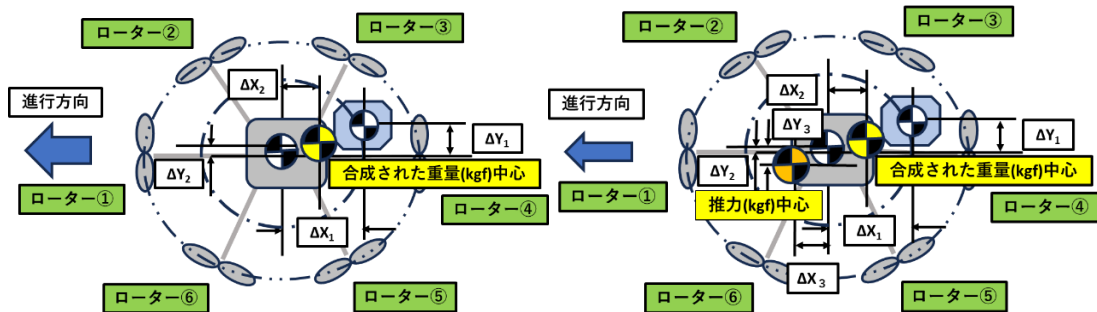 ローター②
ローター③
進行方向
ΔX₂
ΔY₁
ΔY₂
合成された重量(kgf)中心
ローター①
ローター④
ΔX₁
ローター⑥
ローター⑤
ローター②
ローター③
進行方向
ΔX₂
ΔY₃
ΔY₁
ΔY₂
合成された重量(kgf)中心
ローター①
推力(kgf)中心
ローター④
ΔX₁
ΔX₃
ローター⑥
ローター⑤